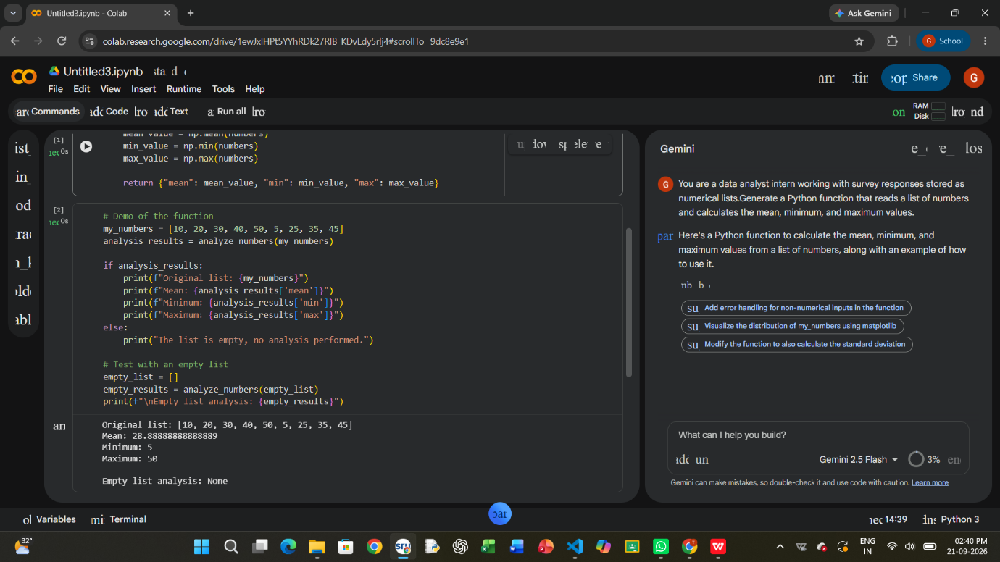 Untitled3.ipynb - Colab
Ask Gemini
colab.research.google.com/drive/1ewJxlHPt5YYhRDk27RlB_KDvLdy5rlj4#scrollTo=9dc8e9e1
G School
Untitled3.ipynb
File Edit View Insert Runtime Tools Help
Share
G
Commands Code Text Run all
on RAM
Disk
[1]
0s
mean_value = np.mean(numbers)
min_value = np.min(numbers)
max_value = np.max(numbers)
return {"mean": mean_value, "min": min_value, "max": max_value}
[2]
0s
# Demo of the function
my_numbers = [10, 20, 30, 40, 50, 5, 25, 35, 45]
analysis_results = analyze_numbers(my_numbers)
if analysis_results:
print(f"Original list: {my_numbers}")
print(f"Mean: {analysis_results['mean']}")
print(f"Minimum: {analysis_results['min']}")
print(f"Maximum: {analysis_results['max']}")
else:
print("The list is empty, no analysis performed.")
# Test with an empty list
empty_list = []
empty_results = analyze_numbers(empty_list)
print(f"\nEmpty list analysis: {empty_results}")
Original list: [10, 20, 30, 40, 50, 5, 25, 35, 45]
Mean: 28.88888888888889
Minimum: 5
Maximum: 50
Empty list analysis: None
Gemini
G
You are a data analyst intern working with survey responses stored as
numerical lists.Generate a Python function that reads a list of numbers
and calculates the mean, minimum, and maximum values.
Here's a Python function to calculate the mean, minimum, and
maximum values from a list of numbers, along with an example of how
to use it.
Add error handling for non-numerical inputs in the function
Visualize the distribution of my_numbers using matplotlib
Modify the function to also calculate the standard deviation
What can I help you build?
Gemini 2.5 Flash 3%
Gemini can make mistakes, so double-check it and use code with caution. Learn more
Variables Terminal
14:39 Python 3
32°
ENG
IN
02:40 PM
21-09-2026